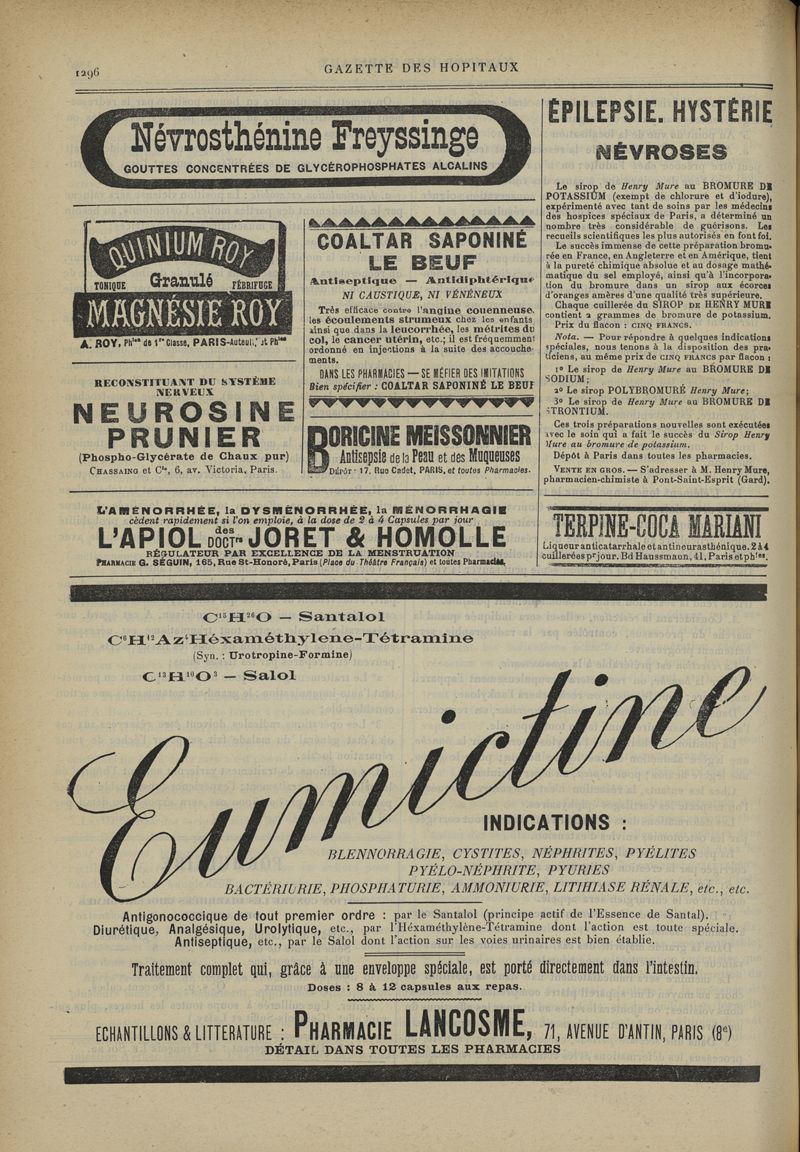 1296
GAZETTE DES HOPITAUX
Névrosthénine Freyssinge
GOUTTES CONCENTRÉES DE GLYCÉROPHOSPHATES ALCALINS
QUINIUM ROY
TONIQUE Granulé FÉBRIFUGE
MAGNÉSIE ROY
A. ROY, Phien de 1re Classe, PARIS-Auteuil, et Phies
RECONSTITUANT DU SYSTÈME
NERVEUX
NEUROSINE
PRUNIER
(Phospho-Glycérate de Chaux pur)
CHASSAING et Cie, 6, av. Victoria, Paris.
COALTAR SAPONINÉ
LE BEUF
Antiseptique — Antidiphtérique
NI CAUSTIQUE, NI VÉNÉNEUX
Très efficace contre l'angine couenneuse,
les écoulements strumeux chez les enfants
ainsi que dans la leucorrhée, les métrites du
col, le cancer utérin, etc.; il est fréquemment
ordonné en injections à la suite des accouche-
ments.
DANS LES PHARMACIES — SE MÉFIER DES IMITATIONS
Bien spécifier : COALTAR SAPONINÉ LE BEUF
BORICINE MEISSONNIER
Antisepsie de la Peau et des Muqueuses
DÉPÔT · 17, Rue Cadet, PARIS, et toutes Pharmacies.
L'AMÉNORRHÉE, la DYSMÉNORRHÉE, la MÉNORRHAGIE
cèdent rapidement si l'on emploie, à la dose de 2 à 4 Capsules par jour
L'APIOL des DOCTrs JORET & HOMOLLE
RÉGULATEUR PAR EXCELLENCE DE LA MENSTRUATION
PHARMACIE G. SÉGUIN, 165, Rue St-Honoré, Paris (Place du Théâtre Français) et toutes Pharmacies.
ÉPILEPSIE. HYSTÉRIE
NÉVROSES
Le sirop de Henry Mure au BROMURE DE
POTASSIUM (exempt de chlorure et d'iodure),
expérimenté avec tant de soins par les médecins
des hospices spéciaux de Paris, a déterminé un
nombre très considérable de guérisons. Les
recueils scientifiques les plus autorisés en font foi.
Le succès immense de cette préparation bromu-
rée en France, en Angleterre et en Amérique, tient
à la pureté chimique absolue et au dosage mathé-
matique du sel employé, ainsi qu'à l'incorpora-
tion du bromure dans un sirop aux écorces
d'oranges amères d'une qualité très supérieure.
Chaque cuillerée du SIROP DE HENRY MURE
contient 2 grammes de bromure de potassium.
Prix du flacon : CINQ FRANCS.
Nota. — Pour répondre à quelques indications
spéciales, nous tenons à la disposition des pra-
ticiens, au même prix de CINQ FRANCS par flacon :
1º Le sirop de Henry Mure au BROMURE DE
SODIUM;
2º Le sirop POLYBROMURÉ Henry Mure;
3º Le sirop de Henry Mure au BROMURE DE
STRONTIUM.
Ces trois préparations nouvelles sont exécutées
avec le soin qui a fait le succès du Sirop Henry
Mure au bromure de potassium.
Dépôt à Paris dans toutes les pharmacies.
VENTE EN GROS. — S'adresser à M. Henry Mure,
pharmacien-chimiste à Pont-Saint-Esprit (Gard).
TERPINE-COCA MARIANI
Liqueur anticatarrhale et antineurasthénique. 2 à 4
cuillerées pr jour. Bd Haussmann, 41, Paris et phies.
C¹⁵H²⁶O — Santalol
C⁶H¹²Az⁴ Héxaméthylene-Tétramine
(Syn. : Urotropine-Formine)
C¹³H¹⁰O³ — Salol
Eumictine
INDICATIONS :
BLENNORRAGIE, CYSTITES, NÉPHRITES, PYÉLITES
PYÉLO-NÉPHRITE, PYURIES
BACTÉRIURIE, PHOSPHATURIE, AMMONIURIE, LITIHIASE RÉNALE, etc., etc.
Antigonococcique de tout premier ordre : par le Santalol (principe actif de l'Essence de Santal).
Diurétique, Analgésique, Urolytique, etc., par l'Héxaméthylène-Tétramine dont l'action est toute spéciale.
Antiseptique, etc., par le Salol dont l'action sur les voies urinaires est bien établie.
Traitement complet qui, grâce à une enveloppe spéciale, est porté directement dans l'intestin.
Doses : 8 à 12 capsules aux repas.
ECHANTILLONS & LITTERATURE : PHARMACIE LANCOSME, 71, AVENUE D'ANTIN, PARIS (8e)
DÉTAIL DANS TOUTES LES PHARMACIES